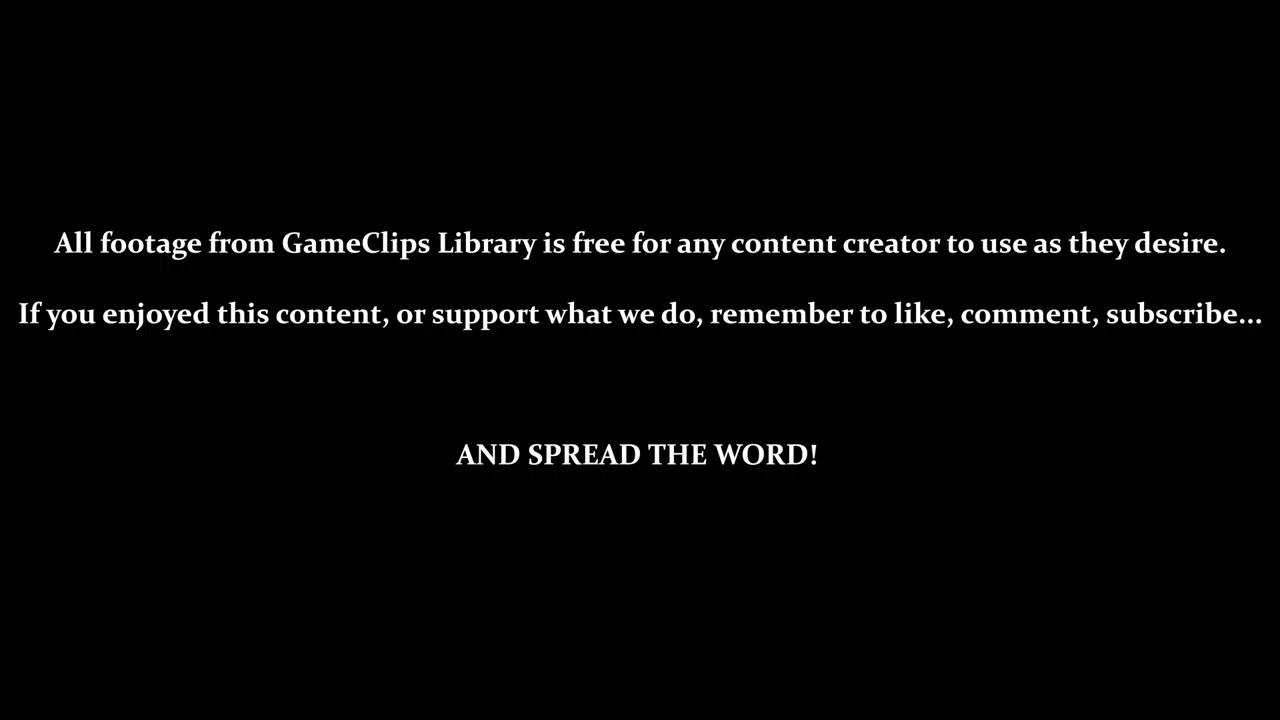 All footage from GameClips Library is free for any content creator to use as they desire.
If you enjoyed this content, or support what we do, remember to like, comment, subscribe...
AND SPREAD THE WORD!